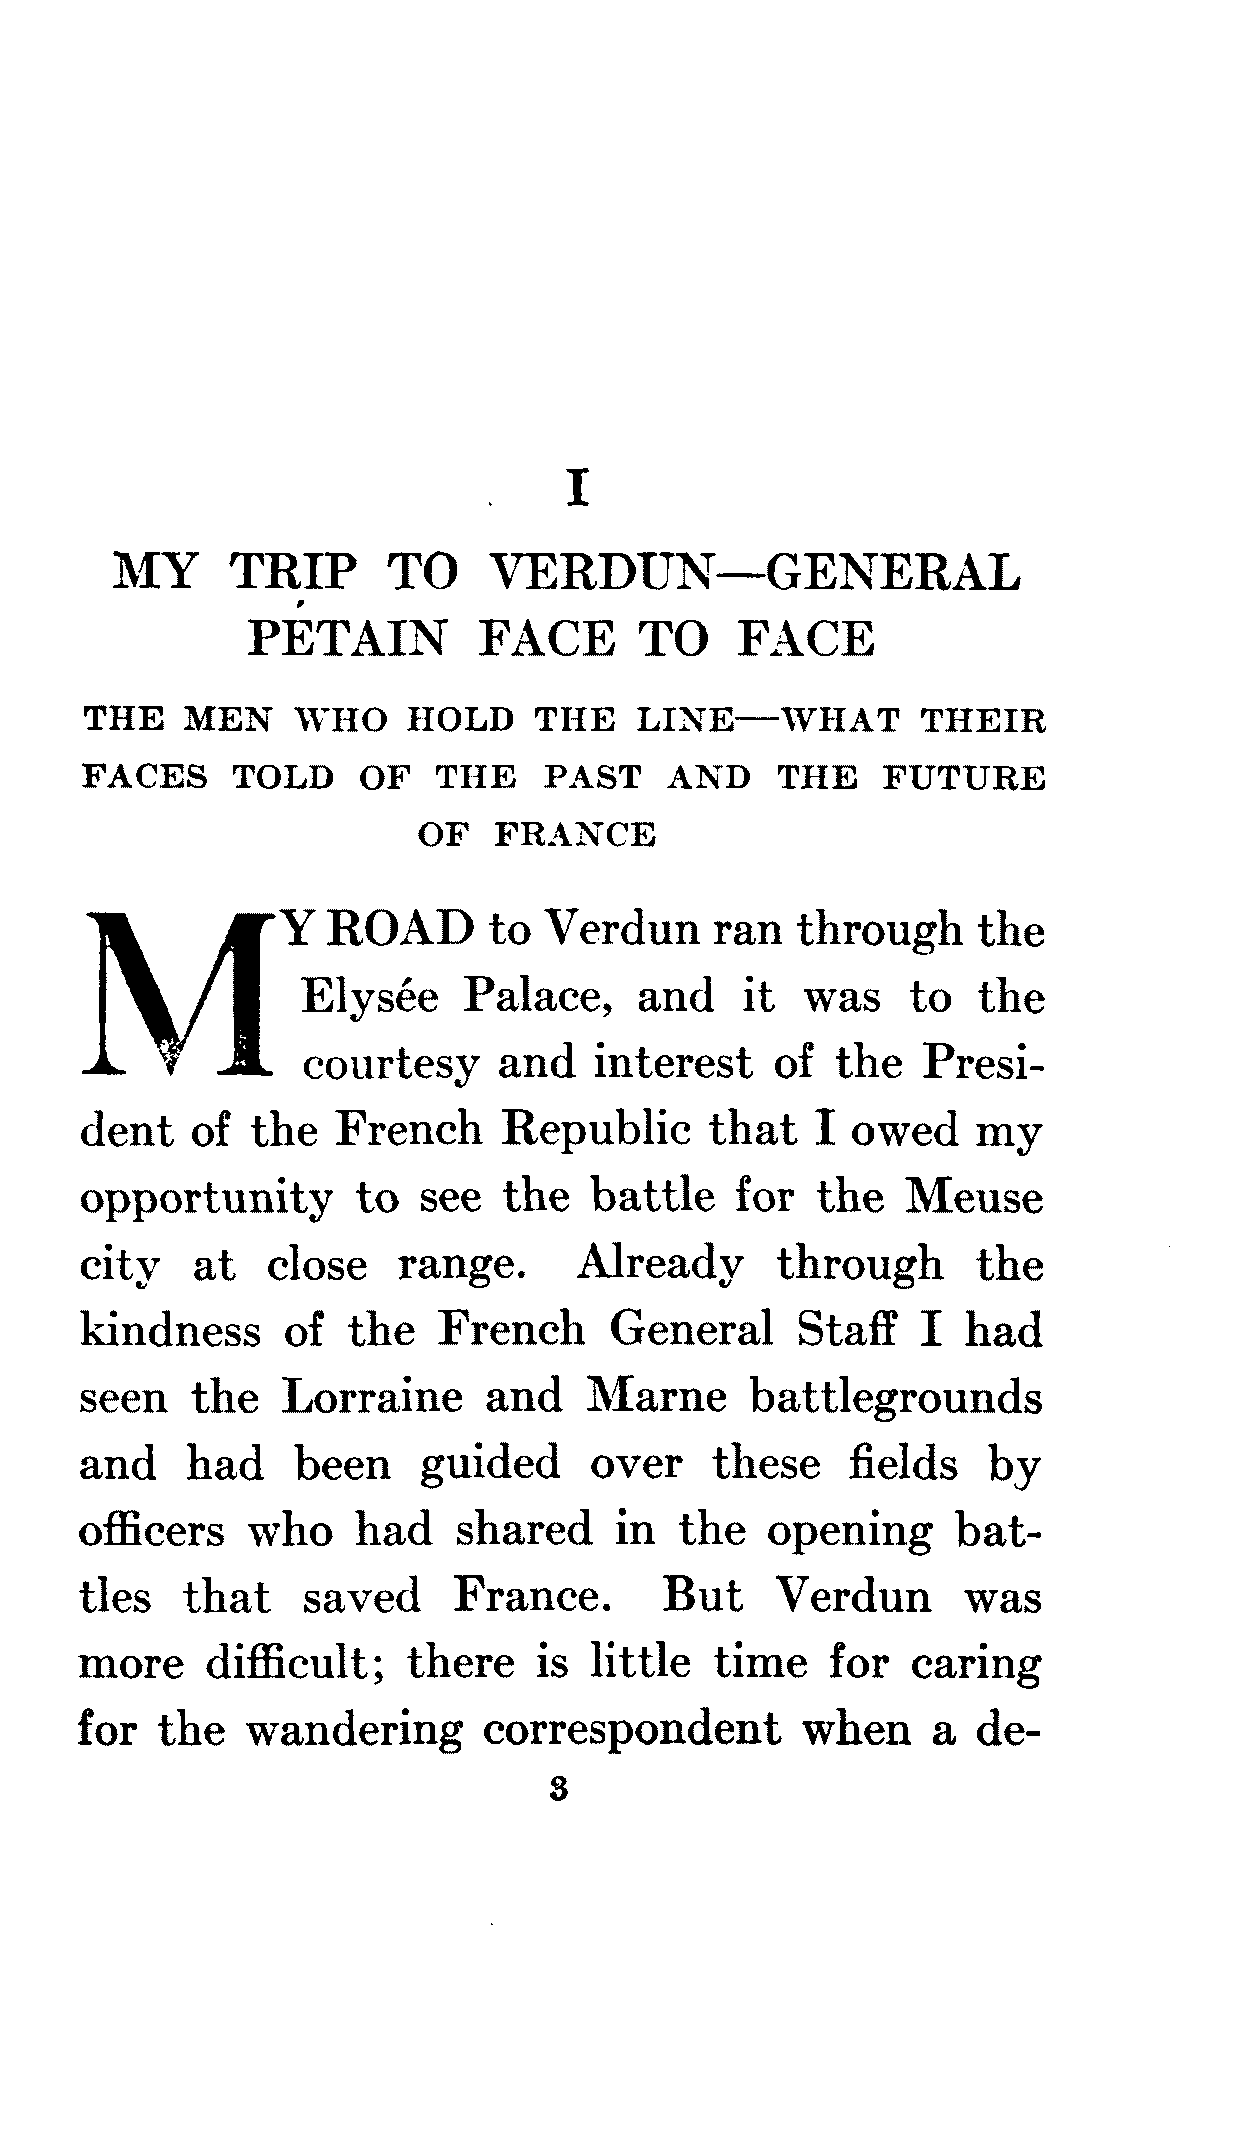 I
MY TRIP TO VERDUN—GENERAL
PÉTAIN FACE TO FACE
THE MEN WHO HOLD THE LINE—WHAT THEIR
FACES TOLD OF THE PAST AND THE FUTURE
OF FRANCE
MY ROAD to Verdun ran through the
Elysée Palace, and it was to the
courtesy and interest of the Presi-
dent of the French Republic that I owed my
opportunity to see the battle for the Meuse
city at close range. Already through the
kindness of the French General Staff I had
seen the Lorraine and Marne battlegrounds
and had been guided over these fields by
officers who had shared in the opening bat-
tles that saved France. But Verdun was
more difficult; there is little time for caring
for the wandering correspondent when a de-
3